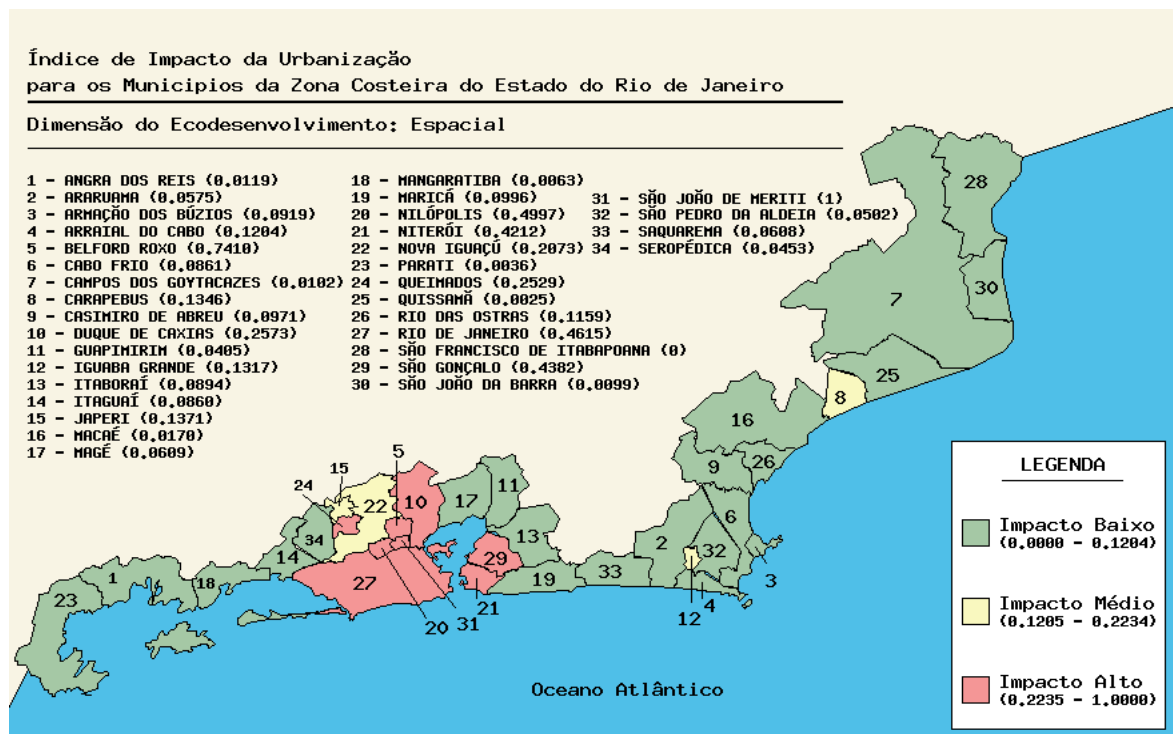 Índice de Impacto da Urbanização
para os Municipios da Zona Costeira do Estado do Rio de Janeiro
Dimensão do Ecodesenvolvimento: Espacial
1 - ANGRA DOS REIS (0.0119)
2 - ARARUAMA (0.0575)
3 - ARMAÇÃO DOS BÚZIOS (0.0919)
4 - ARRAIAL DO CABO (0.1204)
5 - BELFORD ROXO (0.7410)
6 - CABO FRIO (0.0861)
7 - CAMPOS DOS GOYTACAZES (0.0102)
8 - CARAPEBUS (0.1346)
9 - CASIMIRO DE ABREU (0.0971)
10 - DUQUE DE CAXIAS (0.2573)
11 - GUAPIMIRIM (0.0405)
12 - IGUABA GRANDE (0.1317)
13 - ITABORAÍ (0.0894)
14 - ITAGUAÍ (0.0860)
15 - JAPERI (0.1371)
16 - MACAÉ (0.0170)
17 - MAGÉ (0.0609)
18 - MANGARATIBA (0.0063)
19 - MARICÁ (0.0996)
20 - NILÓPOLIS (0.4997)
21 - NITERÓI (0.4212)
22 - NOVA IGUAÇÚ (0.2073)
23 - PARATI (0.0036)
24 - QUEIMADOS (0.2529)
25 - QUISSAMÃ (0.0025)
26 - RIO DAS OSTRAS (0.1159)
27 - RIO DE JANEIRO (0.4615)
28 - SÃO FRANCISCO DE ITABAPOANA (0)
29 - SÃO GONÇALO (0.4382)
30 - SÃO JOÃO DA BARRA (0.0099)
31 - SÃO JOÃO DE MERITI (1)
32 - SÃO PEDRO DA ALDEIA (0.0502)
33 - SAQUAREMA (0.0608)
34 - SEROPÉDICA (0.0453)
28
30
7
25
8
16
9
26
6
5
15
24
22
10
17
11
34
13
14
2
32
29
1
18
27
19
33
3
23
21
12
4
20
31
Oceano Atlântico
LEGENDA
Impacto Baixo
(0.0000 - 0.1204)
Impacto Médio
(0.1205 - 0.2234)
Impacto Alto
(0.2235 - 1.0000)